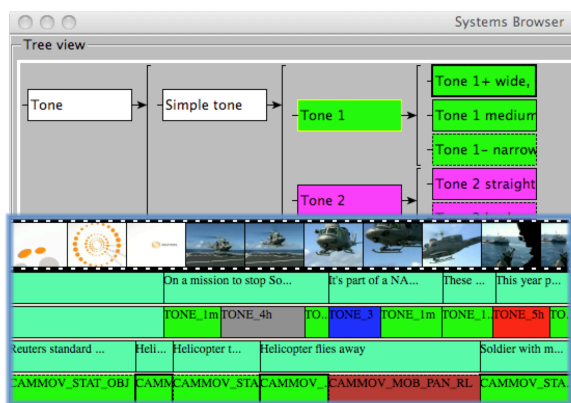 Systems Browser
Tree view
Tone
Simple tone
Tone 1
Tone 1+ wide,
Tone 1 medium
Tone 1- narrow
Tone 2
Tone 2 straight
On a mission to stop So...
It's part of a NA...
These ...
This year p...
TONE_1m
TONE_4h
TO..
TONE_3
TONE_1m
TONE_1..
TONE_5h
TO.
Reuters standard ...
Heli...
Helicopter t...
Helicopter flies away
Soldier with m...
CAMMOV_STAT_OBJ
CAMM
CAMMOV_STA
CAMMOV_.
CAMMOV_MOB_PAN_RL
CAMMOV_STA.